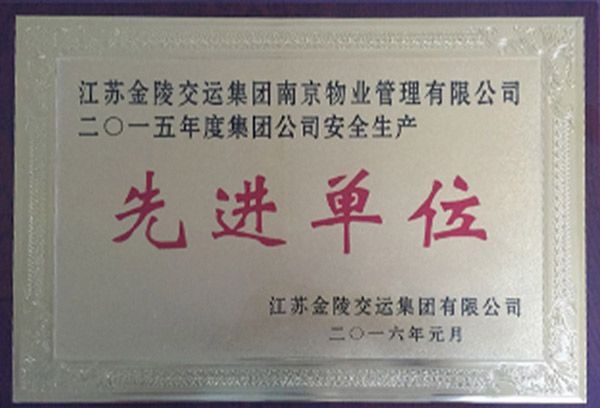 江苏金陵交运集团南京物业管理有限公司
二〇一五年度集团公司安全生产
先进单位
江苏金陵交运集团有限公司
二〇一六年元月